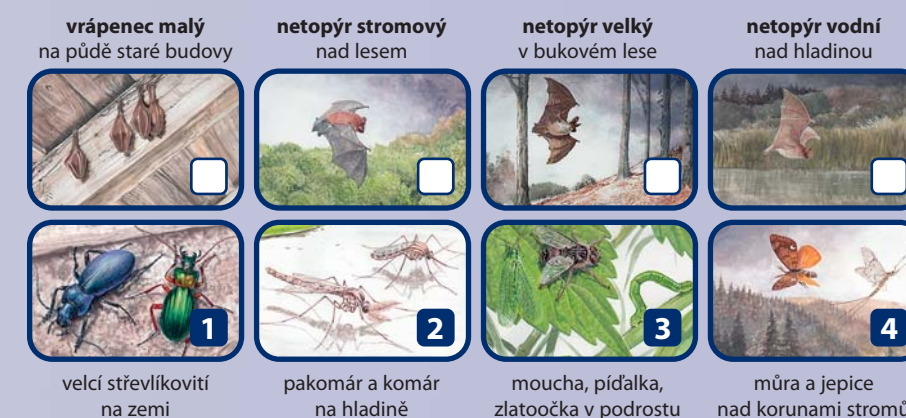 vrápenec malý
na půdě staré budovy
netopýr stromový
nad lesem
netopýr velký
v bukovém lese
netopýr vodní
nad hladinou
1
2
3
4
velcí střevlíkovití
na zemi
pakomár a komár
na hladině
moucha, píďalka,
zlatoočka v podrostu
můra a jepice
nad korunami stromů